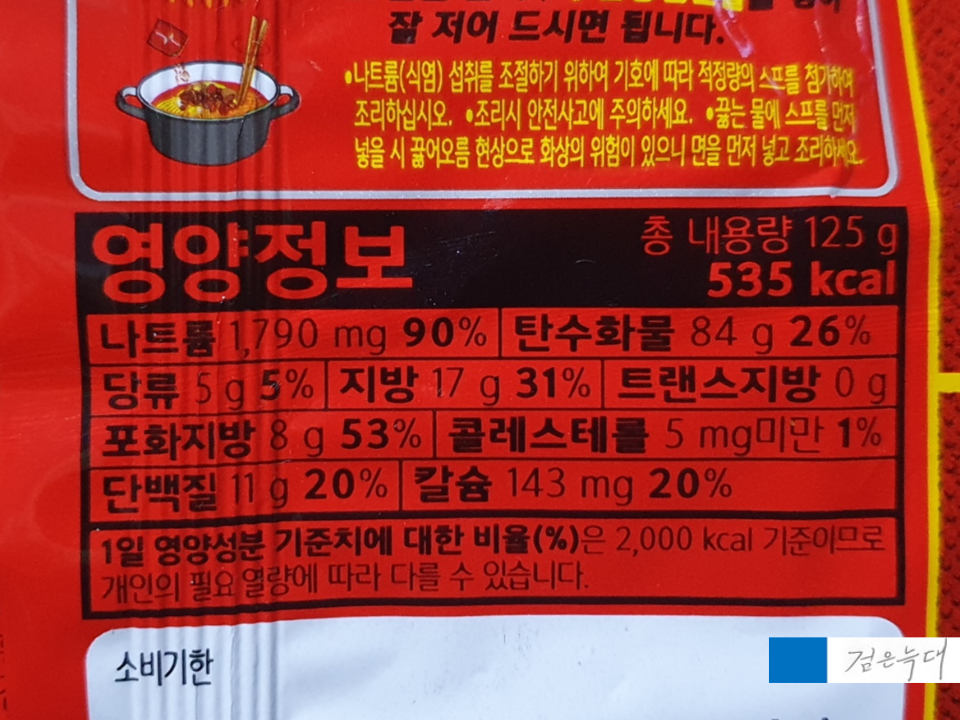 잘 저어 드시면 됩니다.
•나트륨(식염) 섭취를 조절하기 위하여 기호에 따라 적정량의 스프를 첨가하여
조리하십시오. •조리시 안전사고에 주의하세요. •끓는 물에 스프를 먼저
넣을 시 끓어오름 현상으로 화상의 위험이 있으니 면을 먼저 넣고 조리하세요.
영양정보 총 내용량 125 g
535 kcal
나트륨 1,790 mg 90% 탄수화물 84 g 26%
당류 5 g 5% 지방 17 g 31% 트랜스지방 0 g
포화지방 8 g 53% 콜레스테롤 5 mg미만 1%
단백질 11 g 20% 칼슘 143 mg 20%
1일 영양성분 기준치에 대한 비율(%)은 2,000 kcal 기준이므로
개인의 필요 열량에 따라 다를 수 있습니다.
소비기한
검은늑대